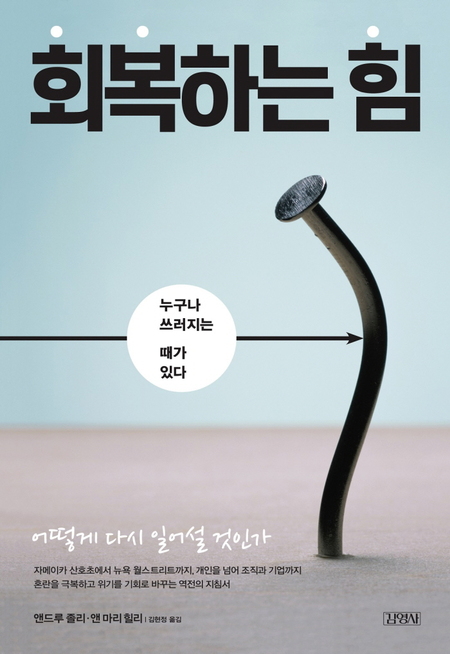 회복하는 힘
누구나
쓰러지는
때가
있다
어떻게 다시 일어설 것인가
자메이카 산호초에서 뉴욕 월스트리트까지, 개인을 넘어 조직과 기업까지
혼란을 극복하고 위기를 기회로 바꾸는 역전의 지침서
앤드루 졸리·앤 마리 힐리 | 김현정 옮김
김영사